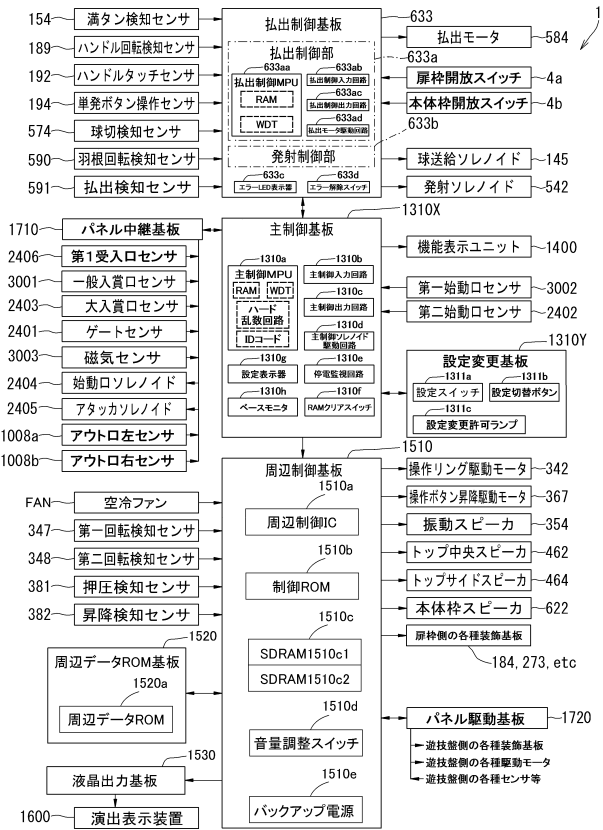 1
154
満タン検知センサ
189
ハンドル回転検知センサ
192
ハンドルタッチセンサ
194
単発ボタン操作センサ
574
球切検知センサ
590
羽根回転検知センサ
591
払出検知センサ
払出制御基板
633
払出制御部
633a
633aa
払出制御MPU
RAM
WDT
633ab
払出制御入力回路
633ac
払出制御出力回路
633ad
払出モータ駆動回路
633b
発射制御部
633c
エラーLED表示器
633d
エラー解除スイッチ
払出モータ
584
扉枠開放スイッチ
4a
本体枠開放スイッチ
4b
球送給ソレノイド
145
発射ソレノイド
542
1710
パネル中継基板
2406
第1受入口センサ
3001
一般入賞口センサ
2403
大入賞口センサ
2401
ゲートセンサ
3003
磁気センサ
2404
始動口ソレノイド
2405
アタッカソレノイド
1008a
アウトロ左センサ
1008b
アウトロ右センサ
1310X
主制御基板
1310a
主制御MPU
RAM
WDT
ハード
乱数回路
IDコード
1310b
主制御入力回路
1310c
主制御出力回路
1310d
主制御ソレノイド
駆動回路
1310g
設定表示器
1310e
停電監視回路
1310h
ベースモニタ
1310f
RAMクリアスイッチ
機能表示ユニット
1400
第一始動口センサ
3002
第二始動口センサ
2402
1310Y
設定変更基板
1311a
設定スイッチ
1311b
設定切替ボタン
1311c
設定変更許可ランプ
FAN
空冷ファン
347
第一回転検知センサ
348
第二回転検知センサ
381
押圧検知センサ
382
昇降検知センサ
1520
周辺データROM基板
1520a
周辺データROM
1530
液晶出力基板
1600
演出表示装置
1510
周辺制御基板
1510a
周辺制御IC
1510b
制御ROM
1510c
SDRAM1510c1
SDRAM1510c2
1510d
音量調整スイッチ
1510e
バックアップ電源
操作リング駆動モータ
342
操作ボタン昇降駆動モータ
367
振動スピーカ
354
トップ中央スピーカ
462
トップサイドスピーカ
464
本体枠スピーカ
622
扉枠側の各種装飾基板
184, 273, etc
パネル駆動基板
1720
遊技盤側の各種装飾基板
遊技盤側の各種駆動モータ
遊技盤側の各種センサ等